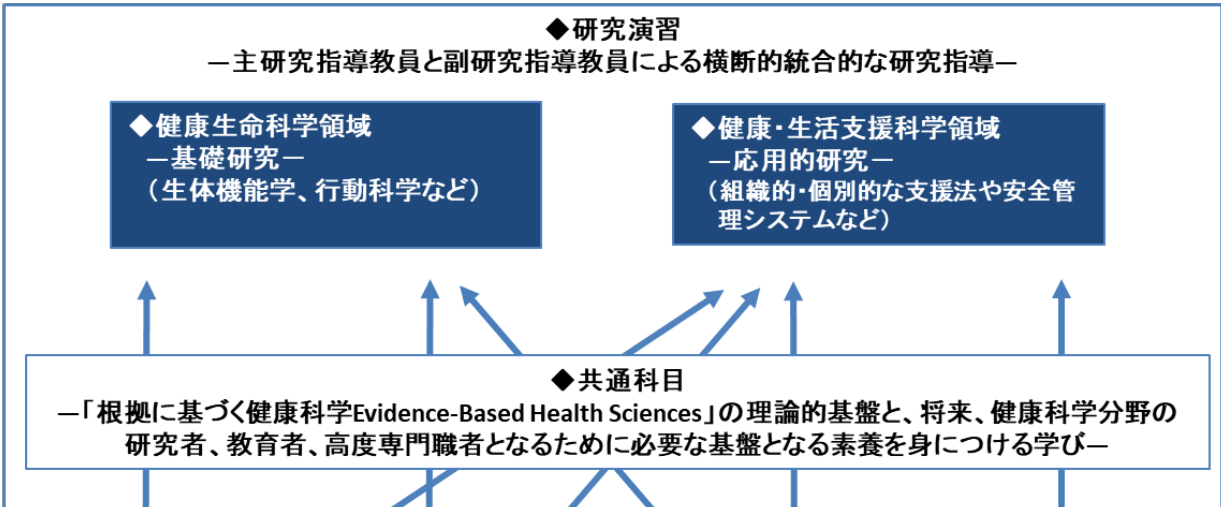 ◆研究演習
―主研究指導教員と副研究指導教員による横断的統合的な研究指導―
◆健康生命科学領域
―基礎研究―
（生体機能学、行動科学など）
◆健康・生活支援科学領域
―応用的研究―
（組織的・個別的な支援法や安全管
理システムなど）
◆共通科目
―「根拠に基づく健康科学Evidence-Based Health Sciences」の理論的基盤と、将来、健康科学分野の
研究者、教育者、高度専門職者となるために必要な基盤となる素養を身につける学び―